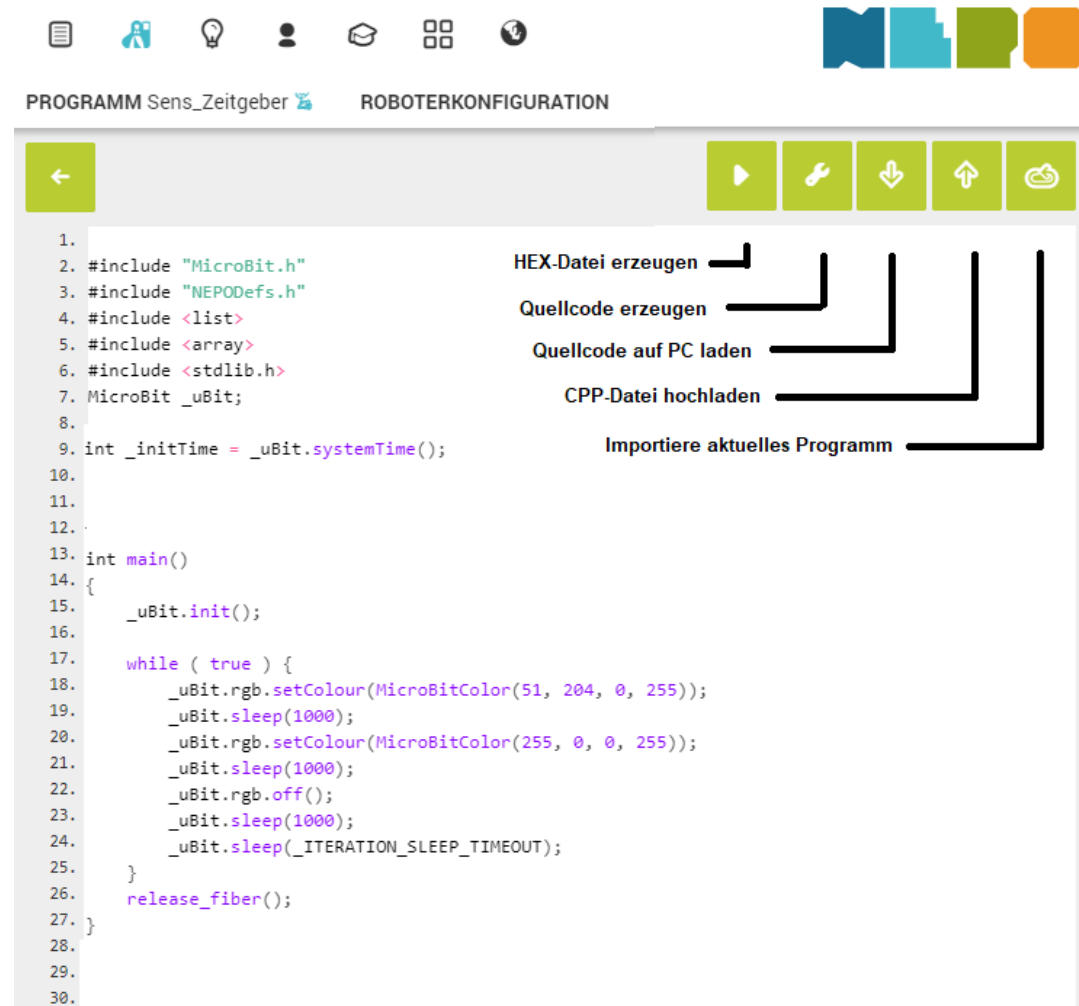 NEPO
PROGRAMM Sens_Zeitgeber ROBOTERKONFIGURATION
1.
2. #include "MicroBit.h"
3. #include "NEPODefs.h"
4. #include <list>
5. #include <array>
6. #include <stdlib.h>
7. MicroBit _uBit;
8.
9. int _initTime = _uBit.systemTime();
10.
11.
12.
13. int main()
14. {
15. _uBit.init();
16.
17. while ( true ) {
18. _uBit.rgb.setColour(MicroBitColor(51, 204, 0, 255));
19. _uBit.sleep(1000);
20. _uBit.rgb.setColour(MicroBitColor(255, 0, 0, 255));
21. _uBit.sleep(1000);
22. _uBit.rgb.off();
23. _uBit.sleep(1000);
24. _uBit.sleep(_ITERATION_SLEEP_TIMEOUT);
25. }
26. release_fiber();
27. }
28.
29.
30.
HEX-Datei erzeugen
Quellcode erzeugen
Quellcode auf PC laden
CPP-Datei hochladen
Importiere aktuelles Programm